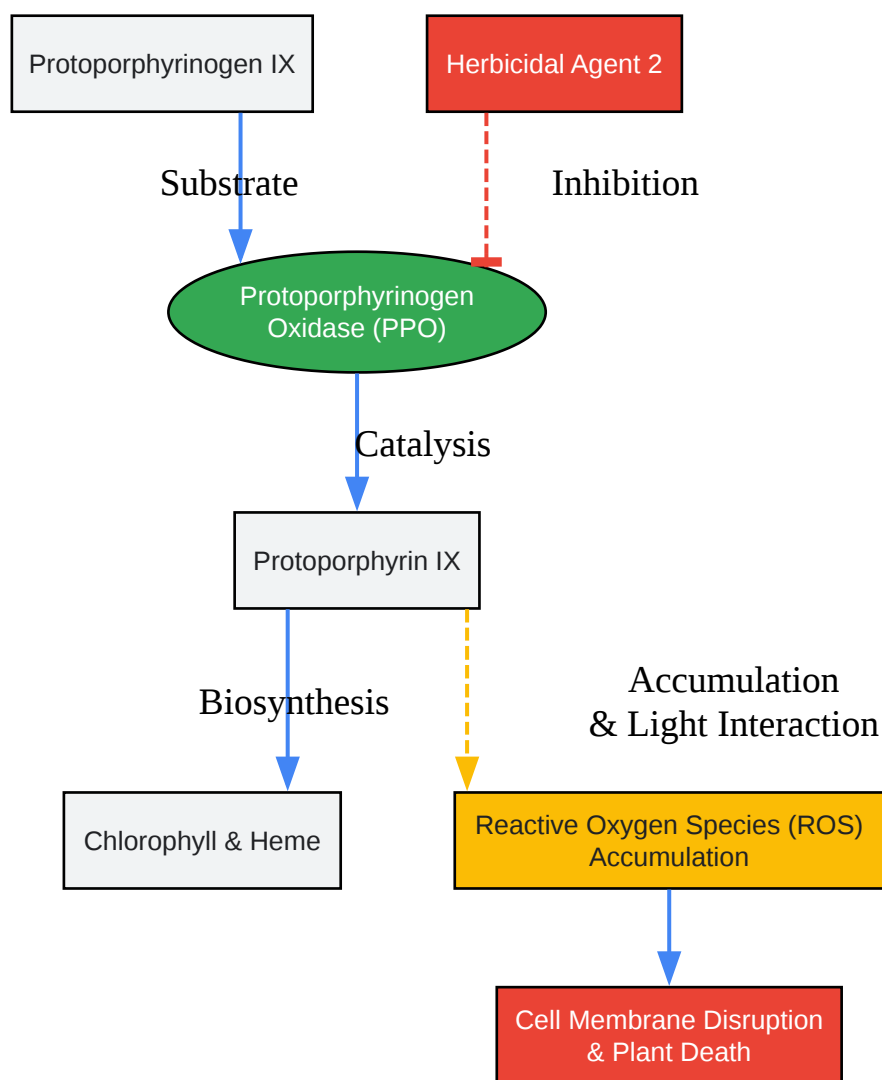 Protoporphyrinogen IX
Herbicidal Agent 2
Substrate
Inhibition
Protoporphyrinogen
Oxidase (PPO)
Catalysis
Protoporphyrin IX
Biosynthesis
Accumulation
& Light Interaction
Chlorophyll & Heme
Reactive Oxygen Species (ROS)
Accumulation
Cell Membrane Disruption
& Plant Death